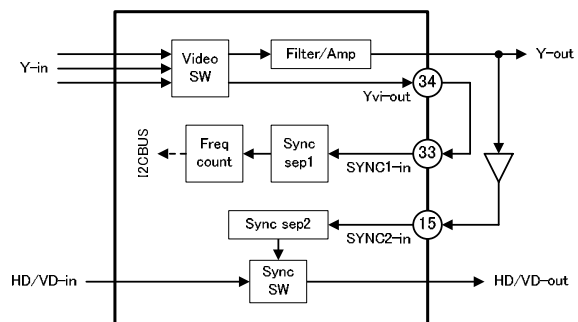 Y-in
Video
SW
Filter/Amp
Y-out
Yvi-out
34
I2CBUS
Freq
count
Sync
sep1
SYNC1-in
33
Sync sep2
SYNC2-in
15
HD/VD-in
Sync
SW
HD/VD-out